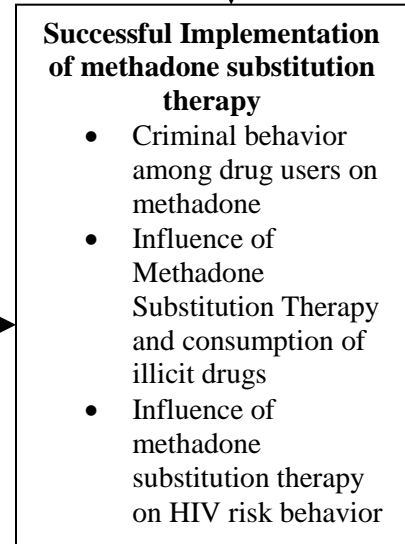 Successful Implementation
of methadone substitution
therapy
• Criminal behavior
among drug users on
methadone
• Influence of
Methadone
Substitution Therapy
and consumption of
illicit drugs
• Influence of
methadone
substitution therapy
on HIV risk behavior